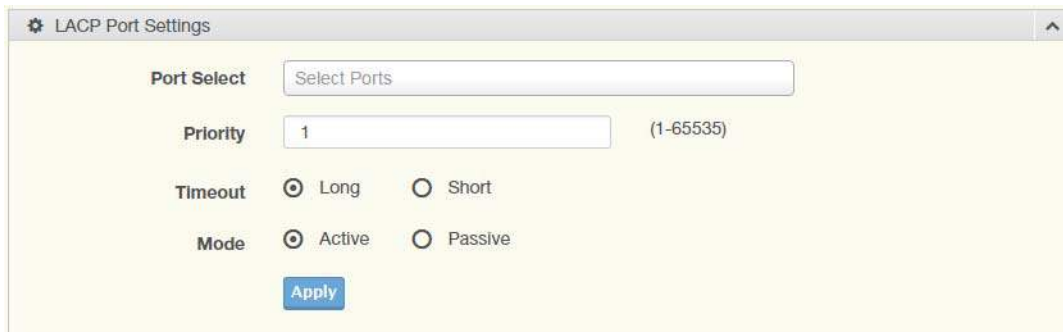 LACP Port Settings
Port Select Select Ports
Priority 1 (1-65535)
Timeout Long Short
Mode Active Passive
Apply